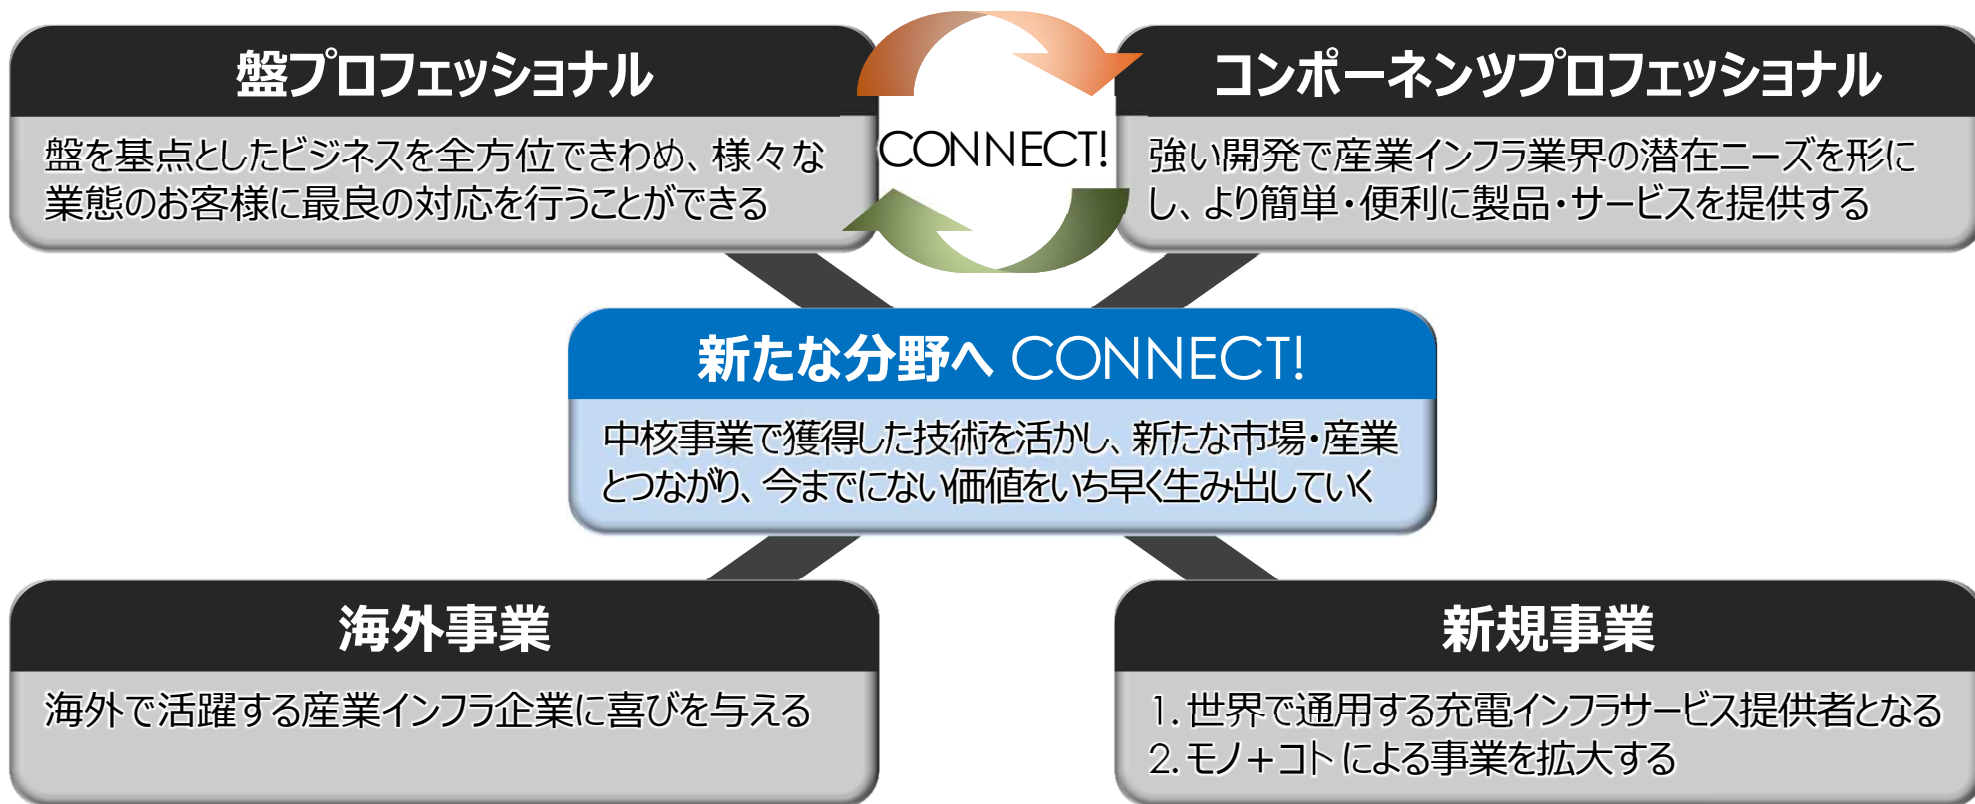 盤プロフェッショナル
盤を基点としたビジネスを全方位できわめ、様々な
業態のお客様に最良の対応を行うことができる
CONNECT!
コンポーネンツプロフェッショナル
強い開発で産業インフラ業界の潜在ニーズを形に
し、より簡単・便利に製品・サービスを提供する
新たな分野へ CONNECT!
中核事業で獲得した技術を活かし、新たな市場・産業
とつながり、今までにない価値をいち早く生み出していく
海外事業
海外で活躍する産業インフラ企業に喜びを与える
新規事業
1. 世界で通用する充電インフラサービス提供者となる
2. モノ+コトによる事業を拡大する